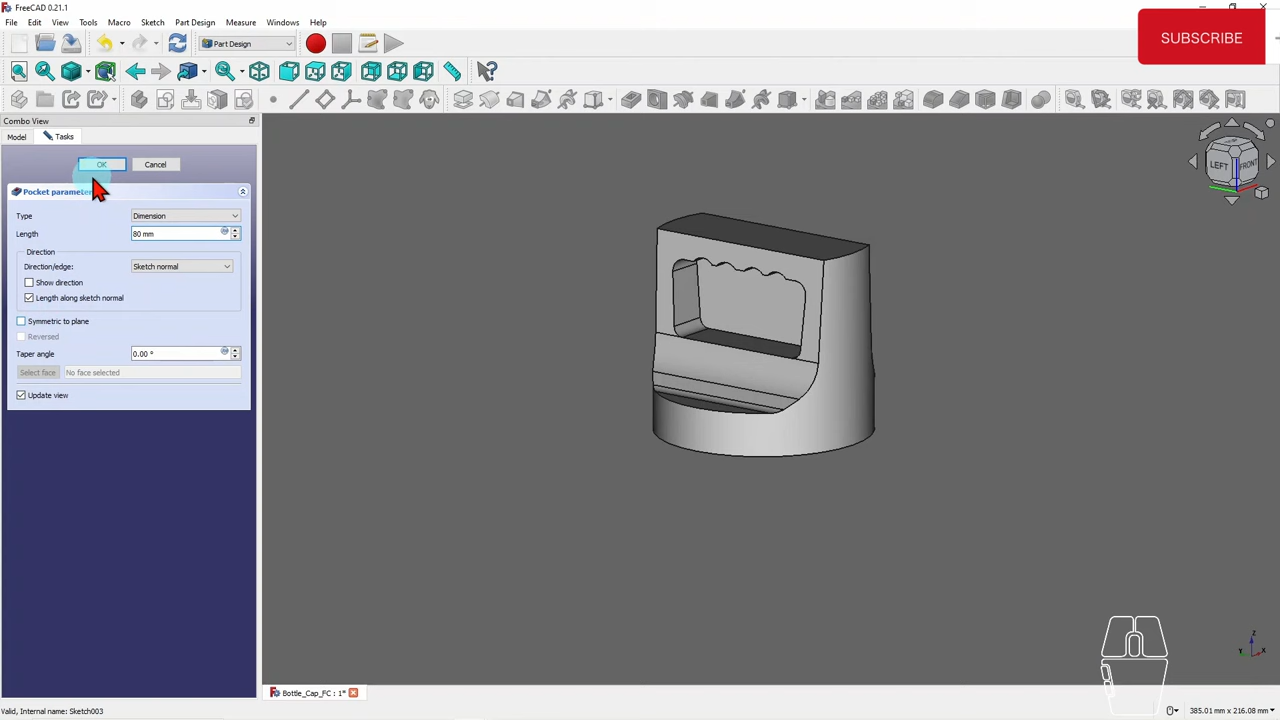 FreeCAD 0.21.1
File Edit View Tools Macro Sketch Part Design Measure Windows Help
SUBSCRIBE
Part Design
Combo View
Model Tasks
OK Cancel
Pocket parameter
Type Dimension
Length 80 mm
Direction
Direction/edge: Sketch normal
Show direction
Length along sketch normal
Symmetric to plane
Reversed
Taper angle 0.00 °
Select face No face selected
Update view
LEFT FRONT
Z
Y X
Bottle_Cap_FC : 1*
Valid, Internal name: Sketch003
385.01 mm x 216.08 mm